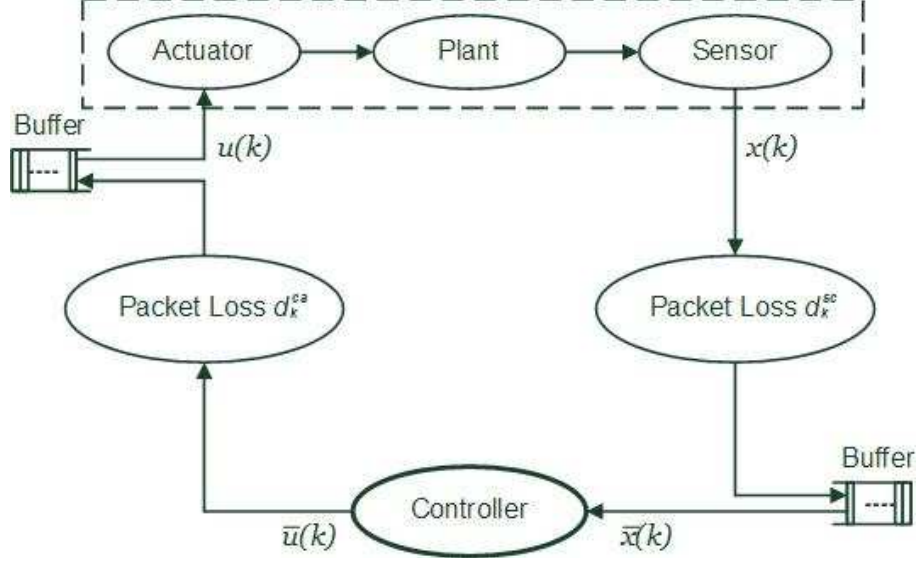 Actuator
Plant
Sensor
Buffer
u(k)
x(k)
Packet Loss d_k^{ca}
Packet Loss d_k^{sc}
Buffer
Controller
u̅(k)
x̅(k)